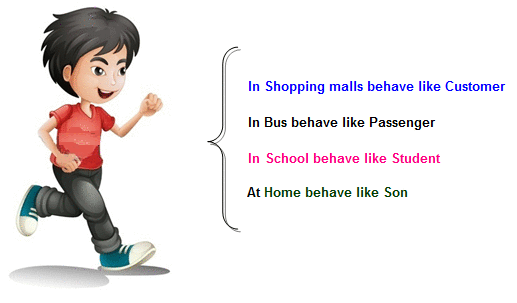 In Shopping malls behave like Customer
In Bus behave like Passenger
In School behave like Student
At Home behave like Son